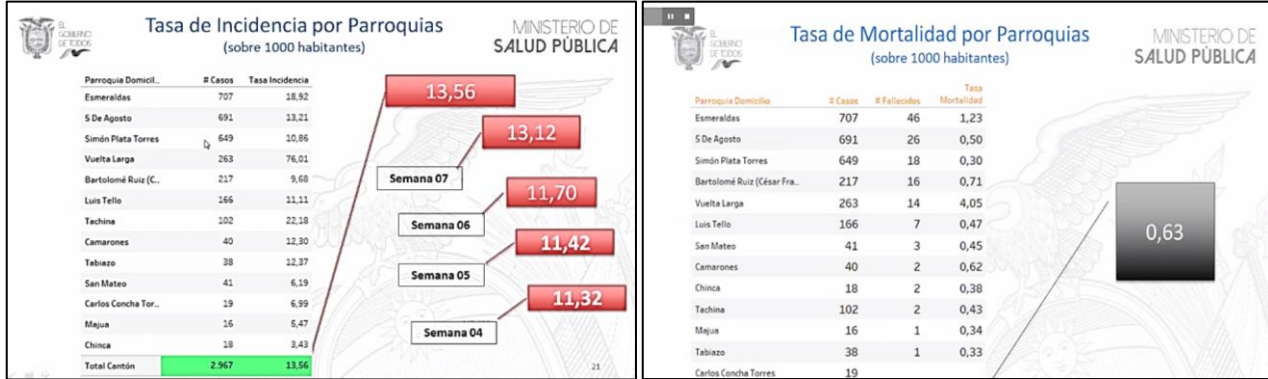 EL
GOBIERNO
DE TODOS
Tasa de Incidencia por Parroquias
(sobre 1000 habitantes)
MINISTERIO DE
SALUD PÚBLICA
Parroquia Domicil.. # Casos Tasa Incidencia
Esmeraldas 707 18,92
5 De Agosto 691 13,21
Simón Plata Torres 649 10,86
Vuelta Larga 263 76,01
Bartolomé Ruiz (C.. 217 9,68
Luis Tello 166 11,11
Tachina 102 22,18
Camarones 40 12,30
Tabiazo 38 12,37
San Mateo 41 6,19
Carlos Concha Tor.. 19 6,99
Majua 16 5,47
Chinca 18 3,43
Total Cantón 2.967 13,56
13,56
13,12
Semana 07
11,70
Semana 06
11,42
Semana 05
11,32
Semana 04
21
EL
GOBIERNO
DE TODOS
Tasa de Mortalidad por Parroquias
(sobre 1000 habitantes)
MINISTERIO DE
SALUD PÚBLICA
Parroquia Domicilio # Casos # Fallecidos Tasa Mortalidad
Esmeraldas 707 46 1,23
5 De Agosto 691 26 0,50
Simón Plata Torres 649 18 0,30
Bartolomé Ruiz (César Fra.. 217 16 0,71
Vuelta Larga 263 14 4,05
Luis Tello 166 7 0,47
San Mateo 41 3 0,45
Camarones 40 2 0,62
Chinca 18 2 0,38
Tachina 102 2 0,43
Majua 16 1 0,34
Tabiazo 38 1 0,33
Carlos Concha Torres 19
0,63